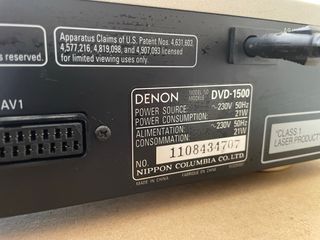 Apparatus Claims of U.S. Patent Nos. 4,631,603,
4,577,216, 4,819,098, and 4,907,093 licensed
for limited viewing uses only.
s reserved.
AV1
DENON MODEL NO DVD-1500
MODELE
POWER SOURCE: ~230V 50Hz
POWER CONSUMPTION: 21W
ALIMENTATION: ~230V 50Hz
CONSOMMATION: 21W
NO. 1108434707
NIPPON COLUMBIA CO. LTD.
MADE IN CHINA FABRIQUE EN CHINE
"CLASS 1
LASER PRODUCT